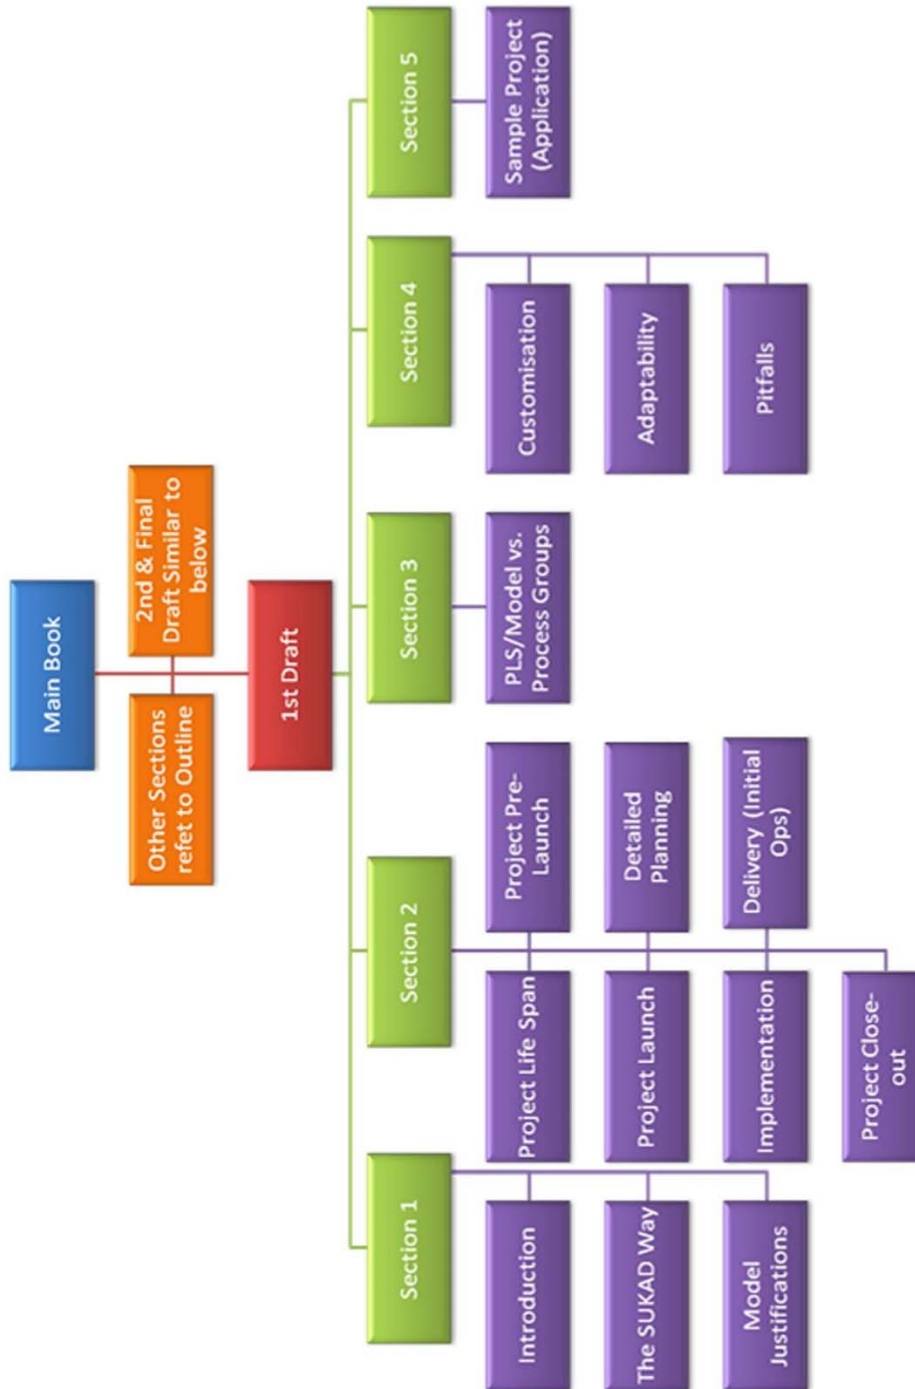 Main Book
Other Sections
refet to Outline
2nd & Final
Draft Similar to
below
1st Draft
Section 1
Introduction
The SUKAD Way
Model
Justifications
Section 2
Project Life Span
Project Pre-
Launch
Project Launch
Detailed
Planning
Implementation
Delivery (Initial
Ops)
Project Close-
out
Section 3
PLS/Model vs.
Process Groups
Section 4
Customisation
Adaptability
Pitfalls
Section 5
Sample Project
(Application)